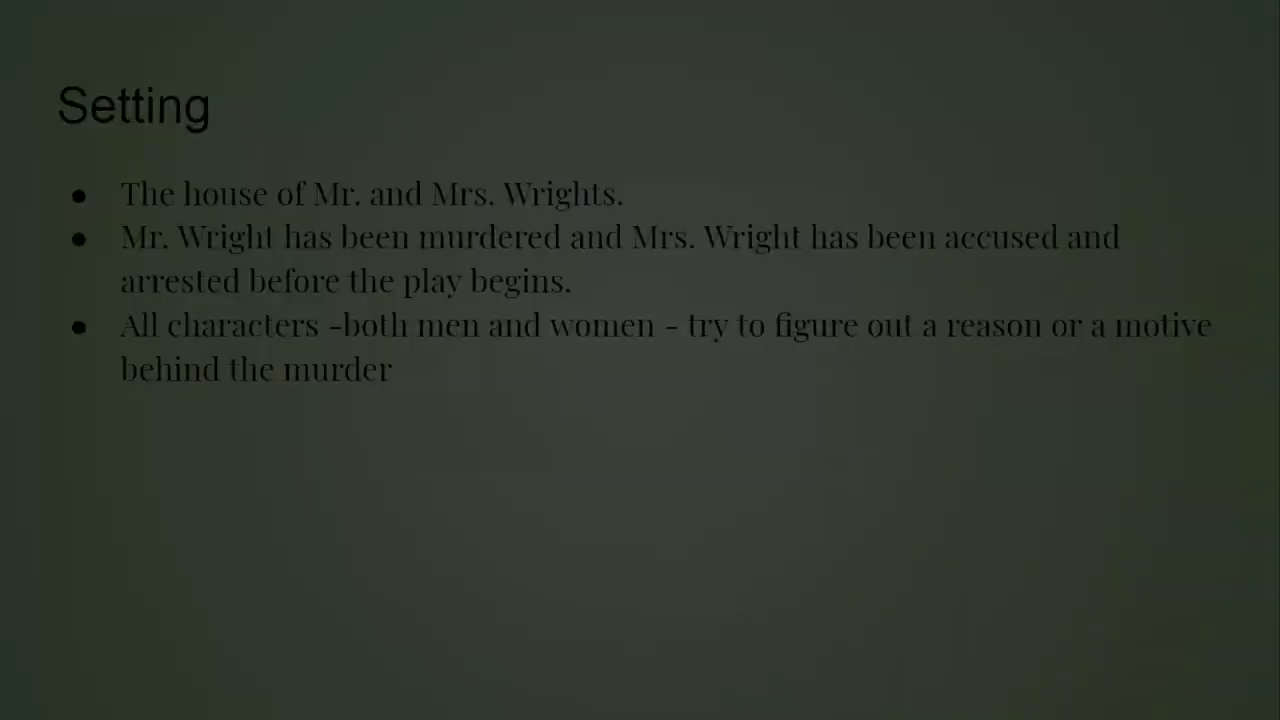 Setting
● The house of Mr. and Mrs. Wrights.
● Mr. Wright has been murdered and Mrs. Wright has been accused and
arrested before the play begins.
● All characters -both men and women - try to figure out a reason or a motive
behind the murder